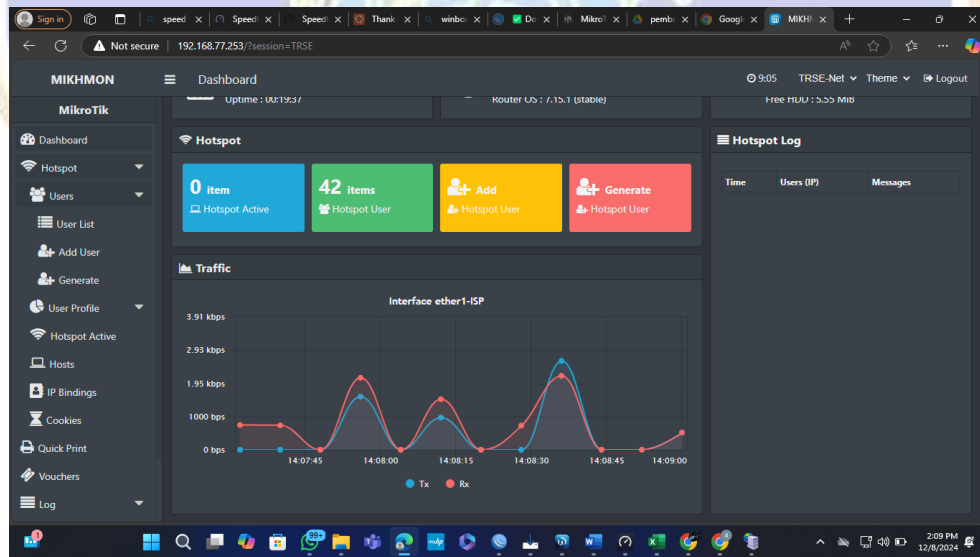 Sign in
speed
Speed
Speed
Thank
winbo
Do
Mikro
pemb
Googl
MIKH
Not secure
192.168.77.253/?session=TRSE
MIKHMON
Dashboard
9:05
TRSE-Net
Theme
Logout
MikroTik
Uptime : 00:19:37
Router OS : 7.15.1 (stable)
Free HDD : 5.55 MiB
Dashboard
Hotspot
Users
User List
Add User
Generate
User Profile
Hotspot Active
Hosts
IP Bindings
Cookies
Quick Print
Vouchers
Log
Hotspot
0 item
Hotspot Active
42 items
Hotspot User
Add
Hotspot User
Generate
Hotspot User
Hotspot Log
Time Users (IP) Messages
Traffic
Interface ether1-ISP
3.91 kbps
2.93 kbps
1.95 kbps
1000 bps
0 bps
14:07:45 14:08:00 14:08:15 14:08:30 14:08:45 14:09:00
Tx Rx
1
99+
2:09 PM
12/8/2024